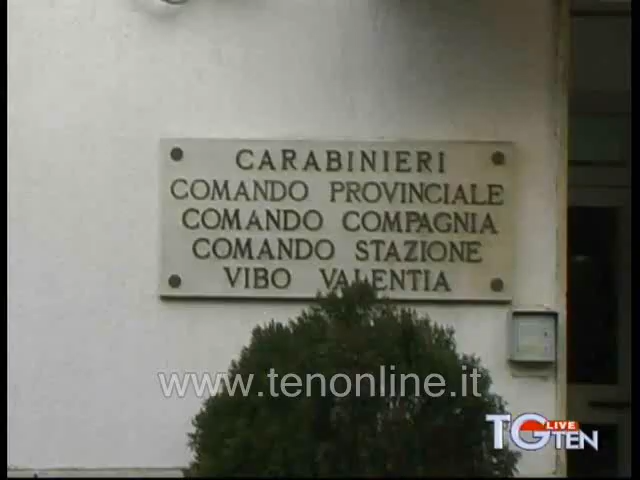 CARABINIERI
COMANDO PROVINCIALE
COMANDO COMPAGNIA
COMANDO STAZIONE
VIBO VALENTIA
www.tenonline.it
TG LIVE TEN